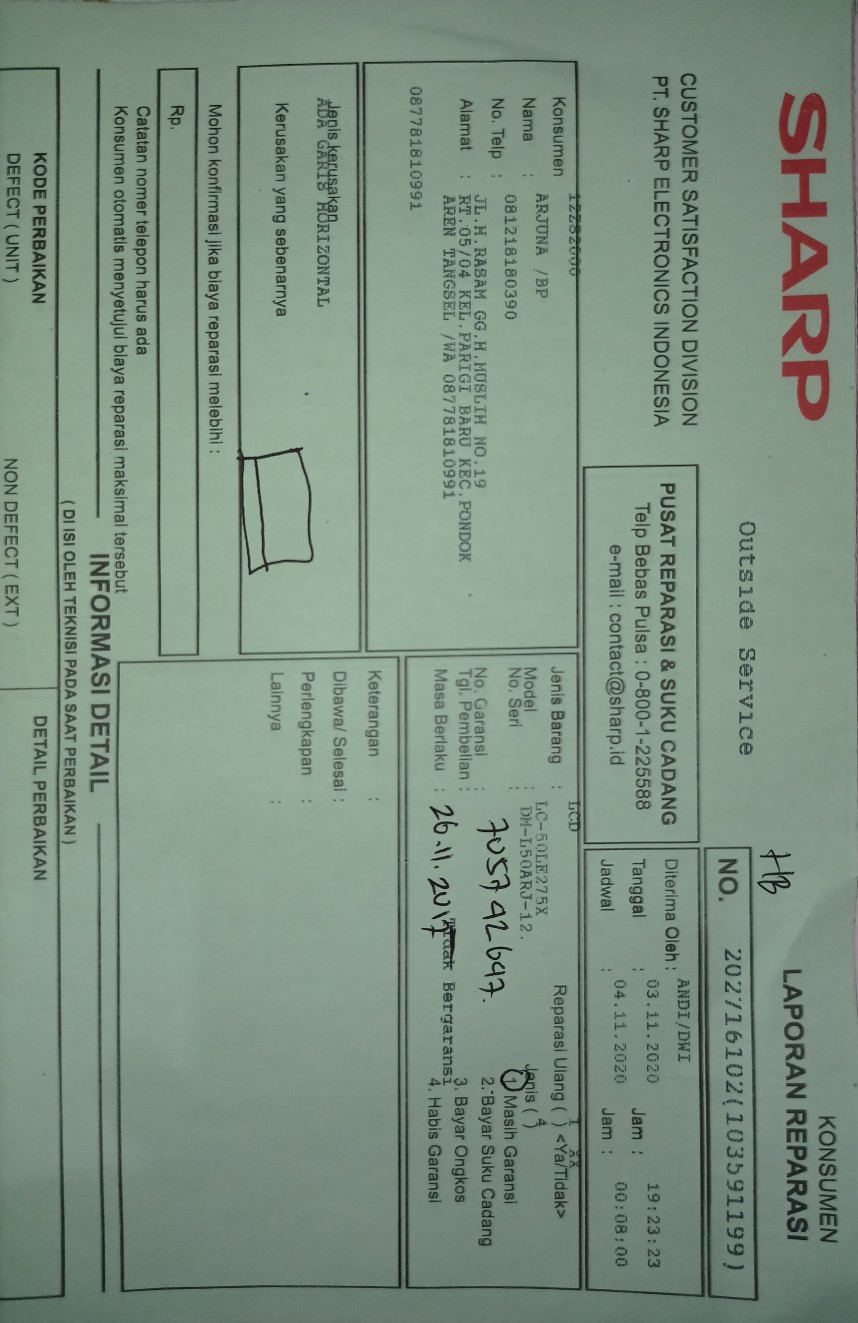 SHARP
Outside Service
KONSUMEN
LAPORAN REPARASI
HB
CUSTOMER SATISFACTION DIVISION
PT. SHARP ELECTRONICS INDONESIA
PUSAT REPARASI & SUKU CADANG
Telp Bebas Pulsa : 0-800-1-225588
e-mail : contact@sharp.id
NO. 202716102(103591199)
Diterima Oleh : ANDI/DWI
Tanggal : 03.11.2020 Jam : 19:23:23
Jadwal : 04.11.2020 Jam : 00:08:00
Konsumen
Nama : ARJUNA /BP
No. Telp : 081218180390
Alamat : JL.H.RASAM GG.H.MUSLIH NO.19
RT.05/04 KEL.PARIGI BARU KEC.PONDOK
AREN TANGSEL /WA 087781810991
087781810991
Jenis Barang : LCD
Model : LC-50LE275X
No. Seri : DM-L50ARJ-12.
No. Garansi : 705792697.
Tgl. Pembelian :
Masa Berlaku : 26.11.2017 Tidak Bergaransi
Reparasi Ulang ( ) <Ya/Tidak>
Jenis ( 4 )
1. Masih Garansi
2. Bayar Suku Cadang
3. Bayar Ongkos
4. Habis Garansi
Jenis kerusakan
ADA GARIS HORIZONTAL
Kerusakan yang sebenarnya
Mohon konfirmasi jika biaya reparasi melebihi :
Rp.
Catatan nomer telepon harus ada
Konsumen otomatis menyetujui biaya reparasi maksimal tersebut
Keterangan :
Dibawa/ Selesai :
Perlengkapan :
Lainnya :
INFORMASI DETAIL
( DI ISI OLEH TEKNISI PADA SAAT PERBAIKAN )
KODE PERBAIKAN
DETAIL PERBAIKAN
DEFECT ( UNIT )
NON DEFECT ( EXT )